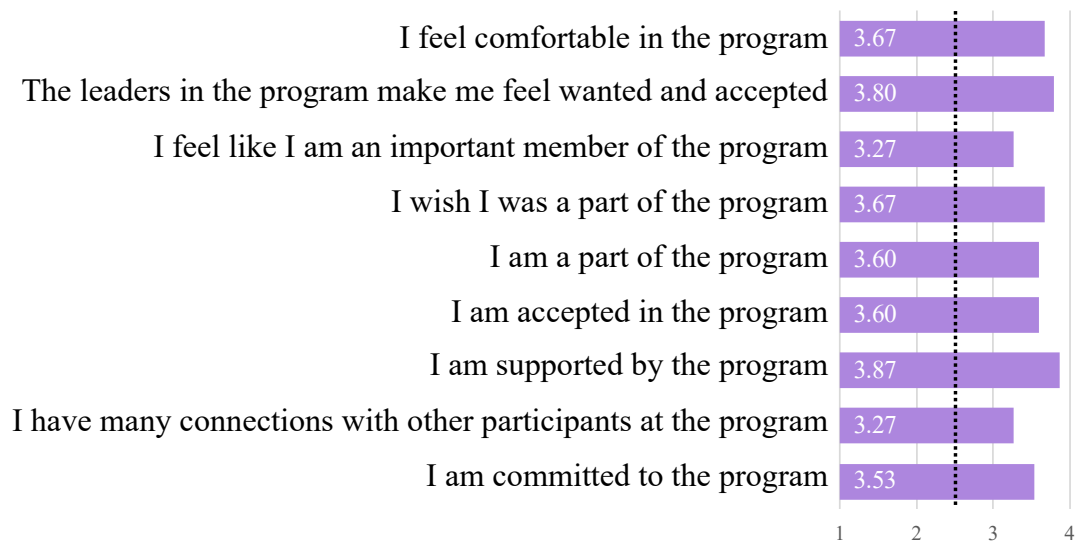 I feel comfortable in the program 3.67
The leaders in the program make me feel wanted and accepted 3.80
I feel like I am an important member of the program 3.27
I wish I was a part of the program 3.67
I am a part of the program 3.60
I am accepted in the program 3.60
I am supported by the program 3.87
I have many connections with other participants at the program 3.27
I am committed to the program 3.53
1 2 3 4